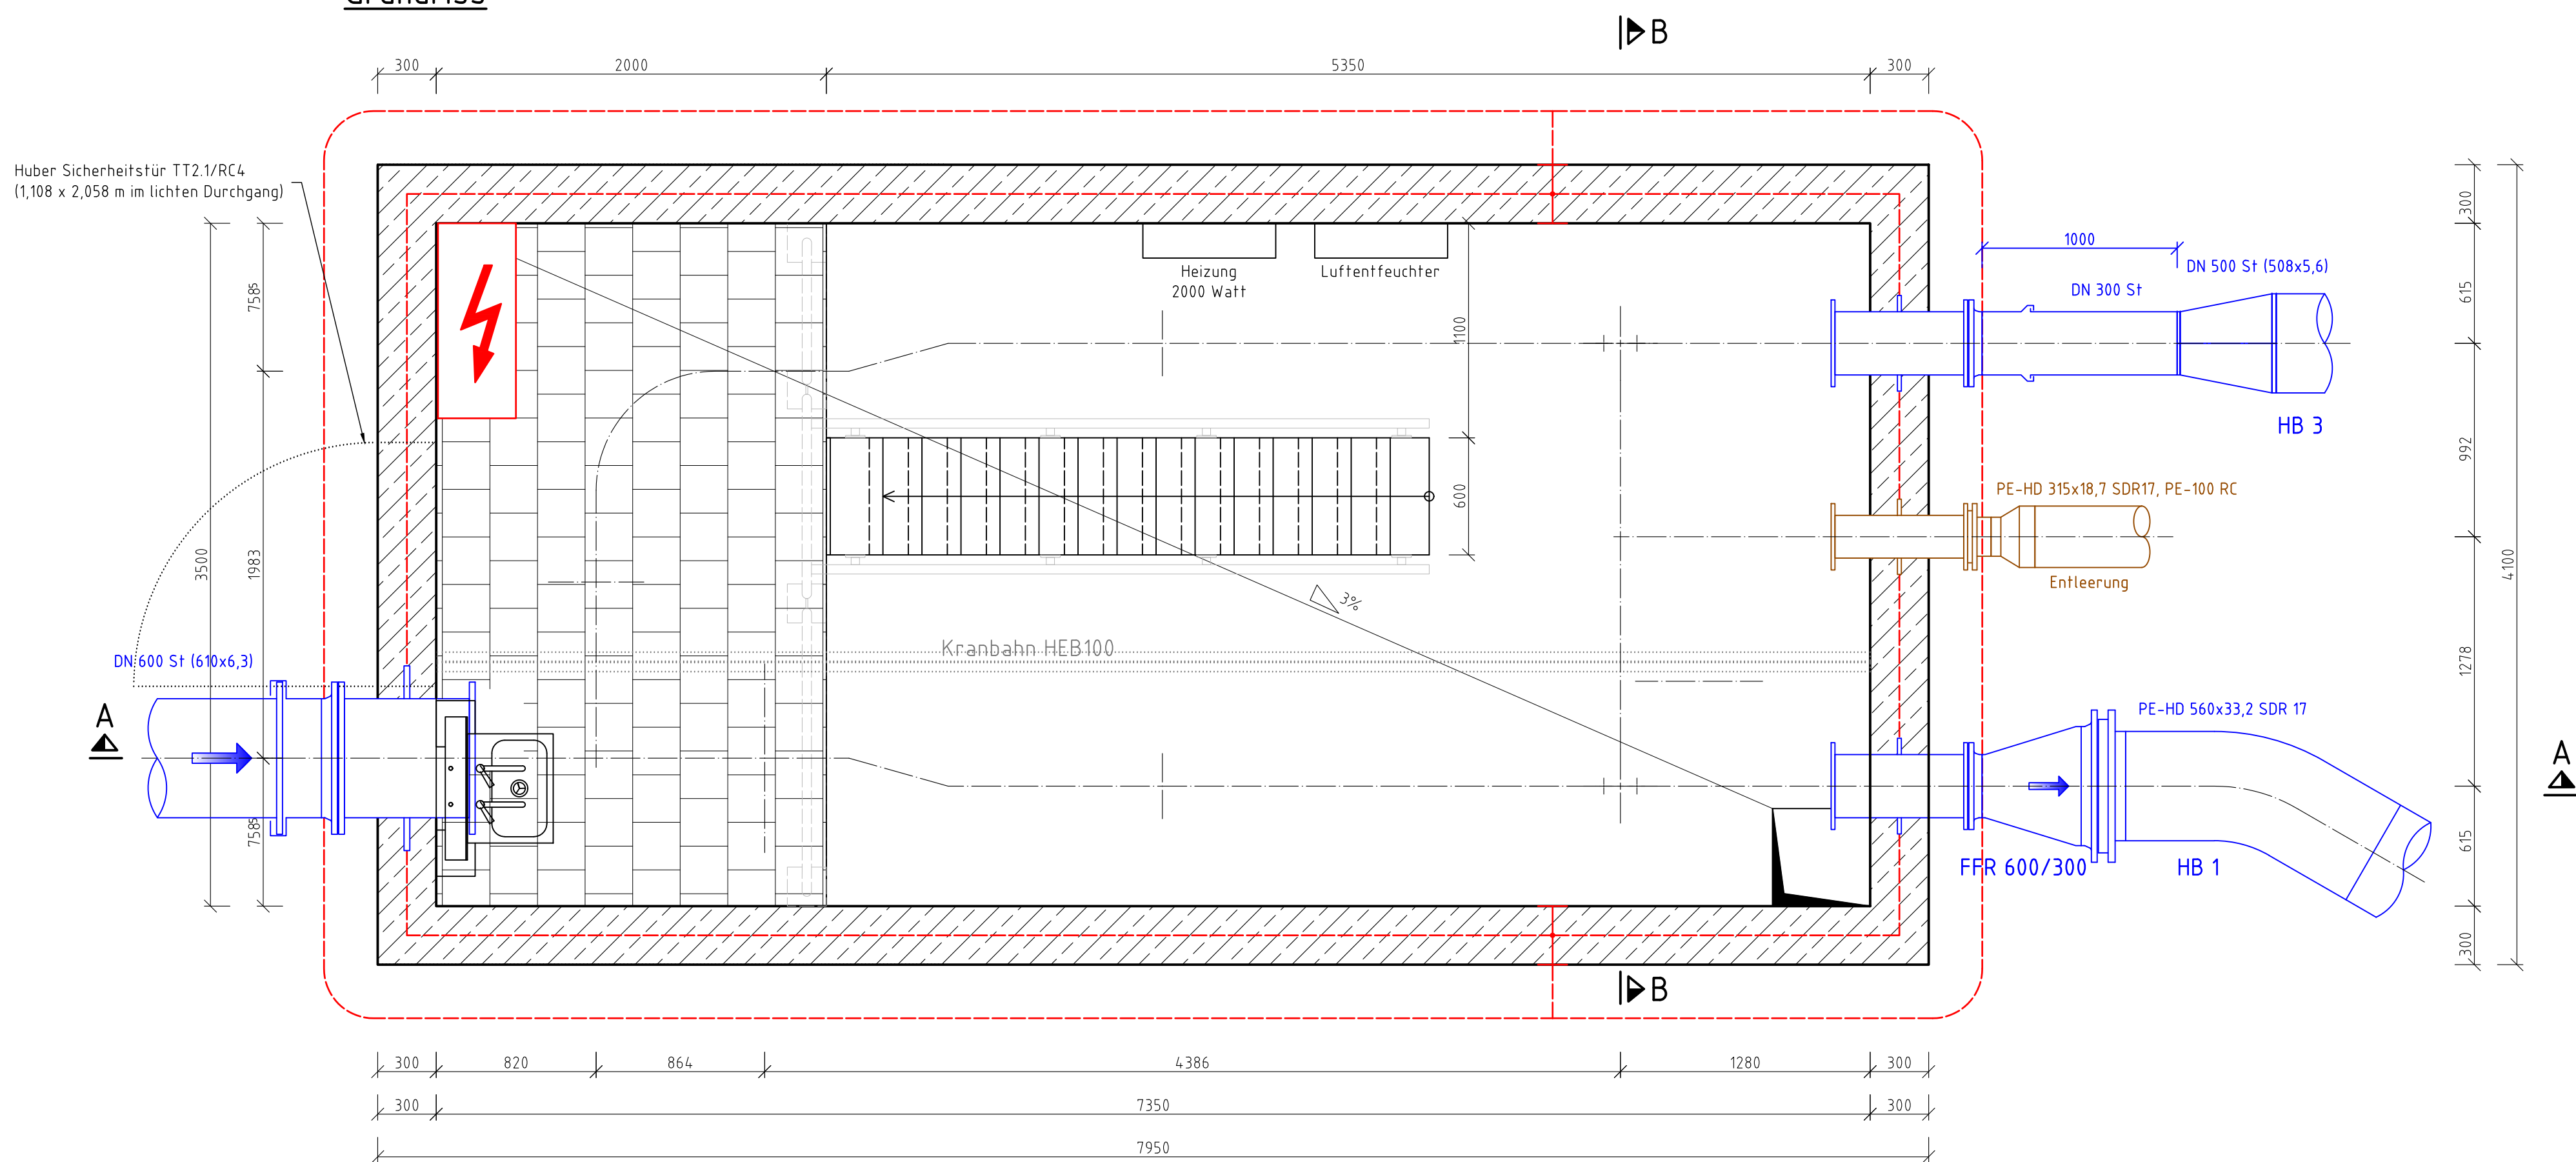 B
300
2000
5350
300
Huber Sicherheitstür TT2.1/RC4
(1,108 x 2,058 m im lichten Durchgang)
Heizung
2000 Watt
Luftentfeuchter
1000
DN 500 St (508x5,6)
DN 300 St
HB 3
300
615
992
1278
615
300
4100
758⁵
1983
758⁵
3500
1100
600
PE-HD 315x18,7 SDR17, PE-100 RC
Entleerung
3%
Kranbahn HEB100
DN 600 St (610x6,3)
A
A
PE-HD 560x33,2 SDR 17
FFR 600/300
HB 1
B
300
820
864
4386
1280
300
300
7350
300
7950